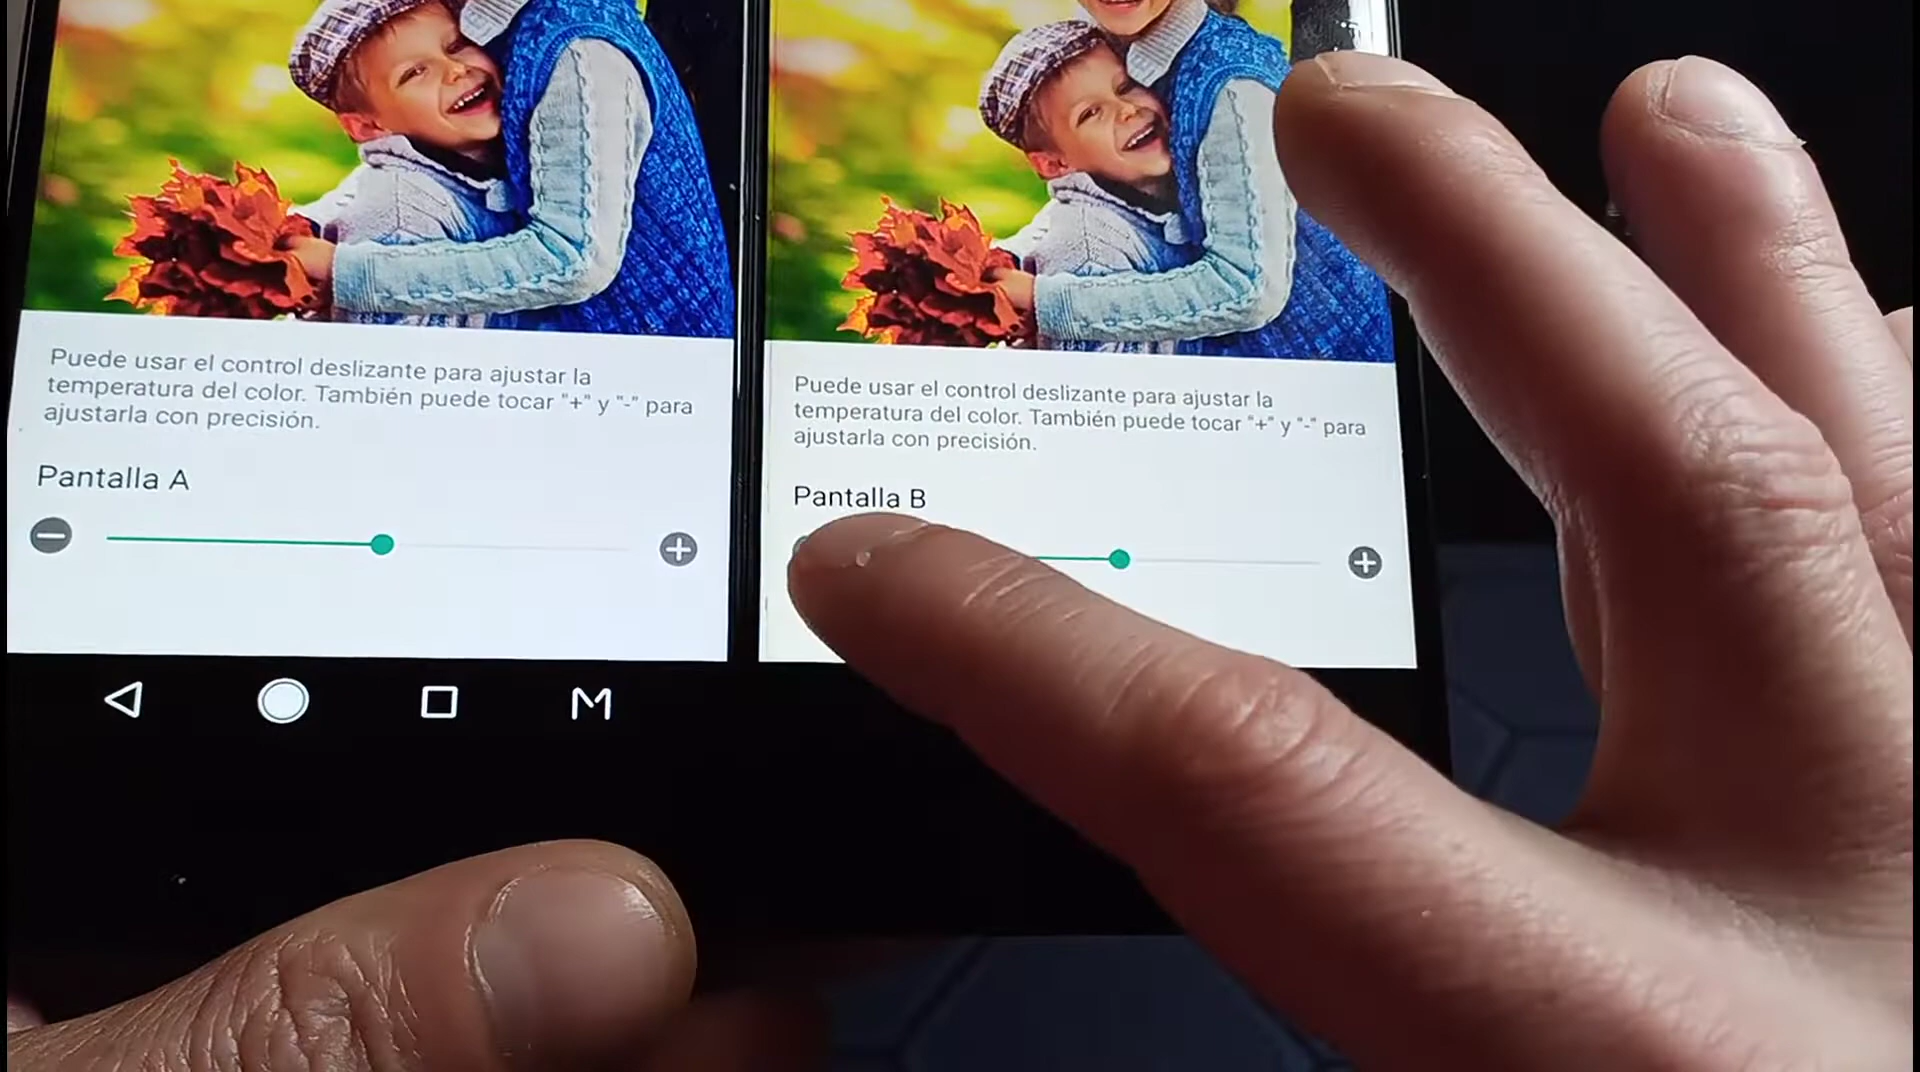 Puede usar el control deslizante para ajustar la
temperatura del color. También puede tocar "+" y "-" para
ajustarla con precisión.
Pantalla A
Puede usar el control deslizante para ajustar la
temperatura del color. También puede tocar "+" y "-" para
ajustarla con precisión.
Pantalla B
M